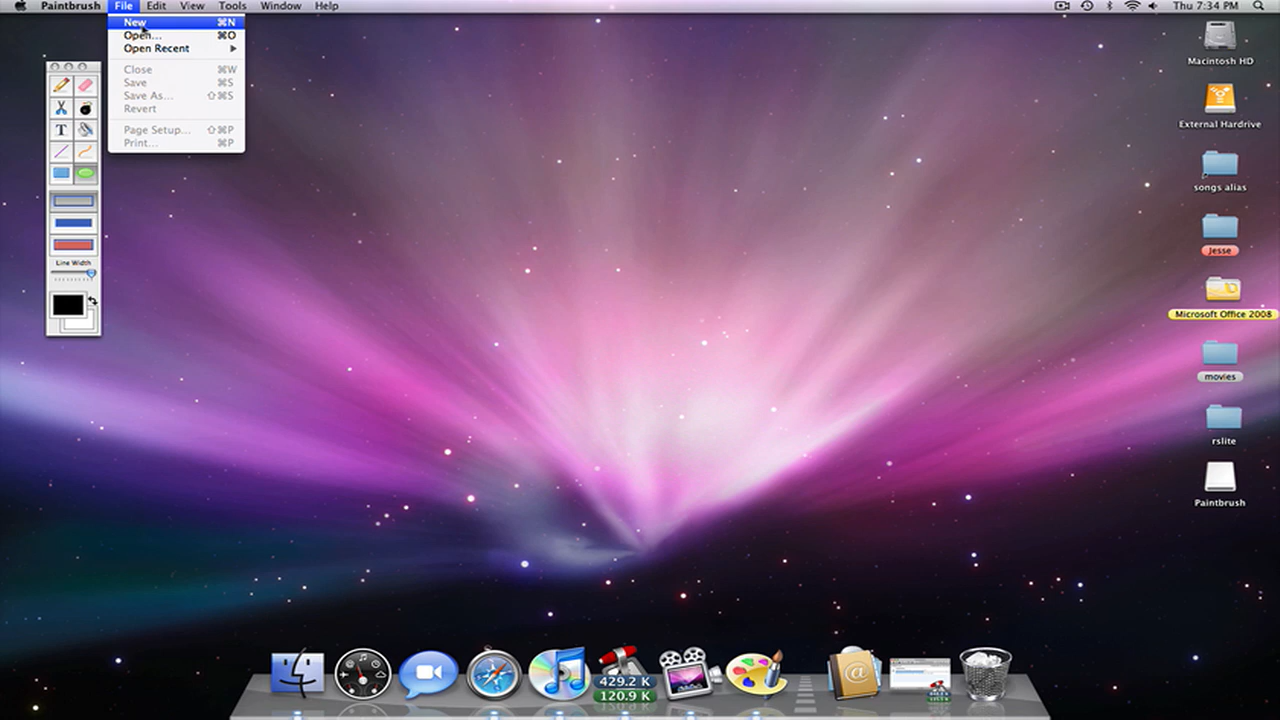 Paintbrush File Edit View Tools Window Help Thu 7:34 PM
New ⌘N
Open... ⌘O
Open Recent
Close ⌘W
Save ⌘S
Save As... ⇧⌘S
Revert
Page Setup... ⇧⌘P
Print... ⌘P
T
Line Width
Macintosh HD
External Hardrive
songs alias
Jesse
Microsoft Office 2008
movies
rslite
Paintbrush
429.2 K
120.9 K
@